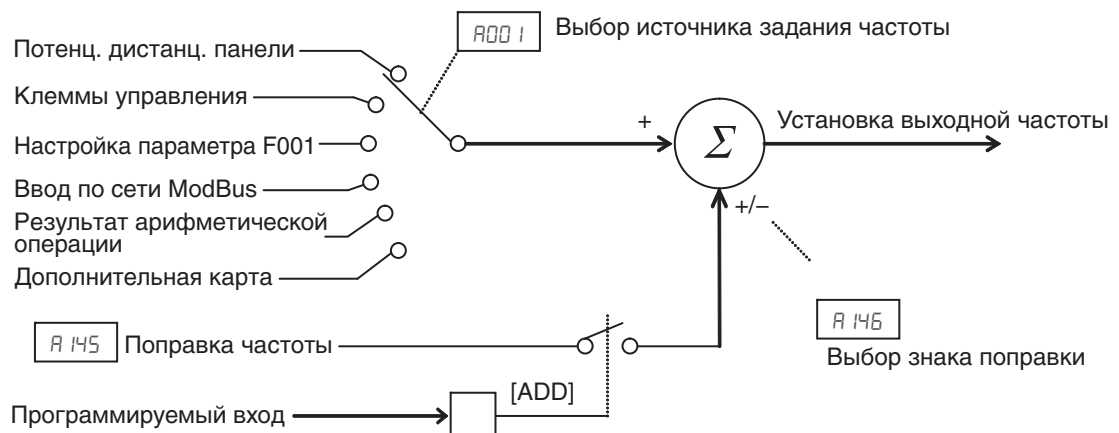 A001
Выбор источника задания частоты
Потенц. дистанц. панели
Клеммы управления
Настройка параметра F001
Ввод по сети ModBus
Результат арифметической
операции
Дополнительная карта
+
Σ
Установка выходной частоты
+/–
A145
Поправка частоты
A146
Выбор знака поправки
[ADD]
Программируемый вход